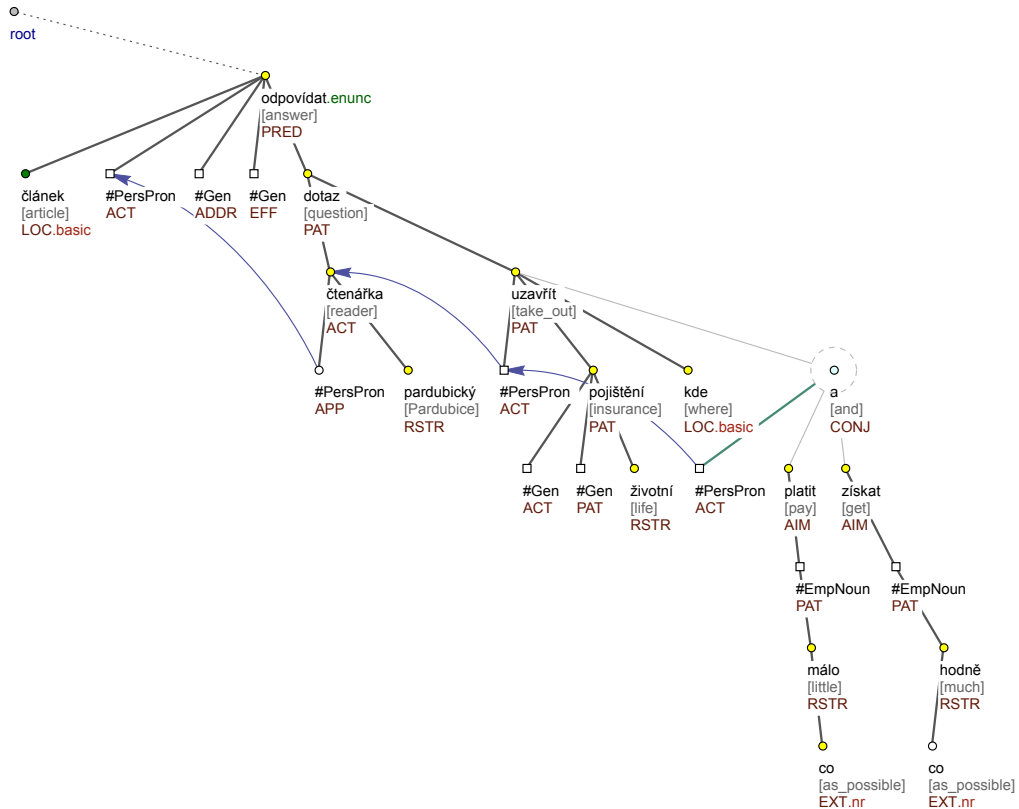 root
odpovídat.enunc
[answer]
PRED
článek
[article]
LOC.basic
#PersPron
ACT
#Gen
ADDR
#Gen
EFF
dotaz
[question]
PAT
čtenářka
[reader]
ACT
uzavřít
[take_out]
PAT
#PersPron
APP
pardubický
[Pardubice]
RSTR
#PersPron
ACT
pojištění
[insurance]
PAT
kde
[where]
LOC.basic
a
[and]
CONJ
#Gen
ACT
#Gen
PAT
životní
[life]
RSTR
#PersPron
ACT
platit
[pay]
AIM
získat
[get]
AIM
#EmpNoun
PAT
#EmpNoun
PAT
málo
[little]
RSTR
hodně
[much]
RSTR
co
[as_possible]
EXT.nr
co
[as_possible]
EXT.nr